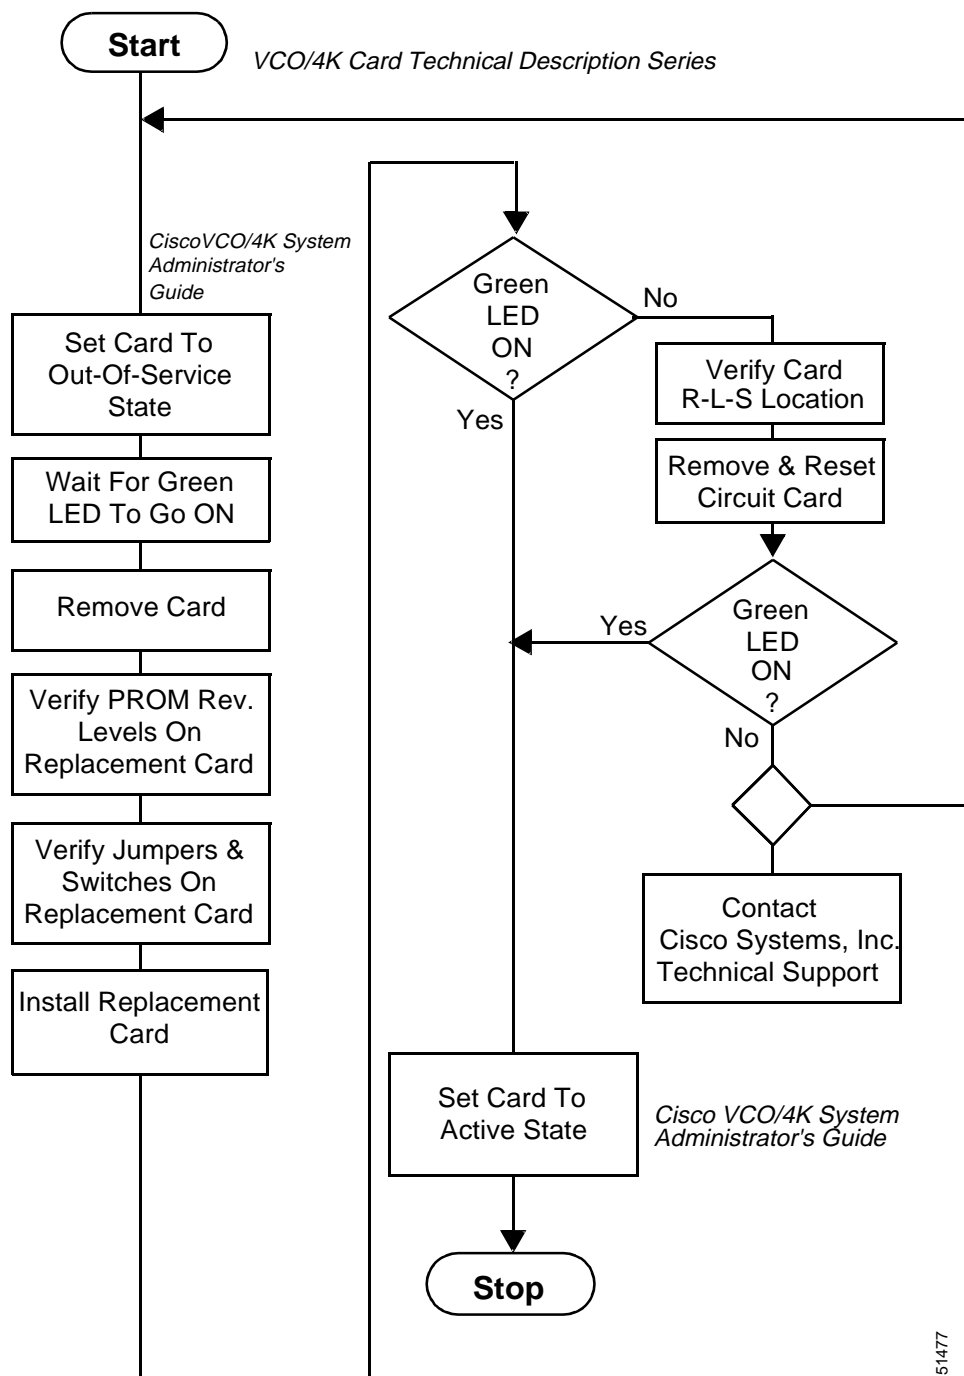 Start
VCO/4K Card Technical Description Series
CiscoVCO/4K System
Administrator's
Guide
Set Card To
Out-Of-Service
State
Wait For Green
LED To Go ON
Remove Card
Verify PROM Rev.
Levels On
Replacement Card
Verify Jumpers &
Switches On
Replacement Card
Install Replacement
Card
Green
LED
ON
?
No
Yes
Verify Card
R-L-S Location
Remove & Reset
Circuit Card
Green
LED
ON
?
Yes
No
Contact
Cisco Systems, Inc.
Technical Support
Set Card To
Active State
Cisco VCO/4K System
Administrator's Guide
Stop
51477